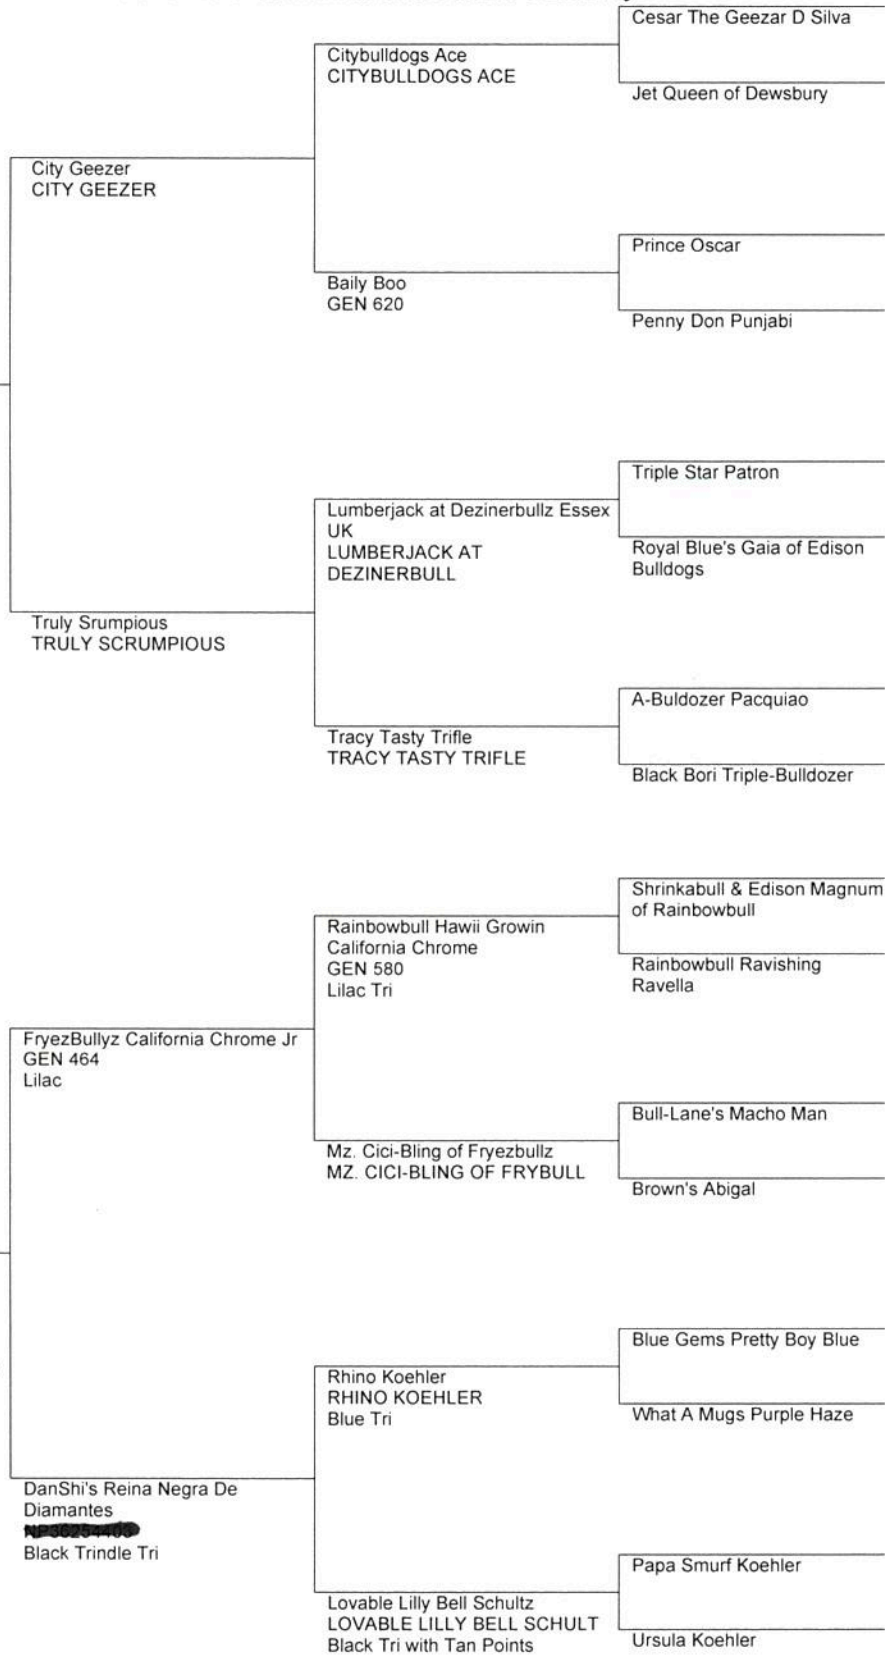 Cesar The Geezar D Silva
Citybulldogs Ace
CITYBULLDOGS ACE
Jet Queen of Dewsbury
City Geezer
CITY GEEZER
Prince Oscar
Baily Boo
GEN 620
Penny Don Punjabi
Triple Star Patron
Lumberjack at Dezinerbullz Essex
UK
LUMBERJACK AT
DEZINERBULL
Royal Blue's Gaia of Edison
Bulldogs
Truly Srumpious
TRULY SCRUMPIOUS
A-Buldozer Pacquiao
Tracy Tasty Trifle
TRACY TASTY TRIFLE
Black Bori Triple-Bulldozer
Shrinkabull & Edison Magnum
of Rainbowbull
Rainbowbull Hawii Growin
California Chrome
GEN 580
Lilac Tri
Rainbowbull Ravishing
Ravella
FryezBullyz California Chrome Jr
GEN 464
Lilac
Bull-Lane's Macho Man
Mz. Cici-Bling of Fryezbullz
MZ. CICI-BLING OF FRYBULL
Brown's Abigal
Blue Gems Pretty Boy Blue
Rhino Koehler
RHINO KOEHLER
Blue Tri
What A Mugs Purple Haze
DanShi's Reina Negra De
Diamantes
Black Trindle Tri
Papa Smurf Koehler
Lovable Lilly Bell Schultz
LOVABLE LILLY BELL SCHULT
Black Tri with Tan Points
Ursula Koehler